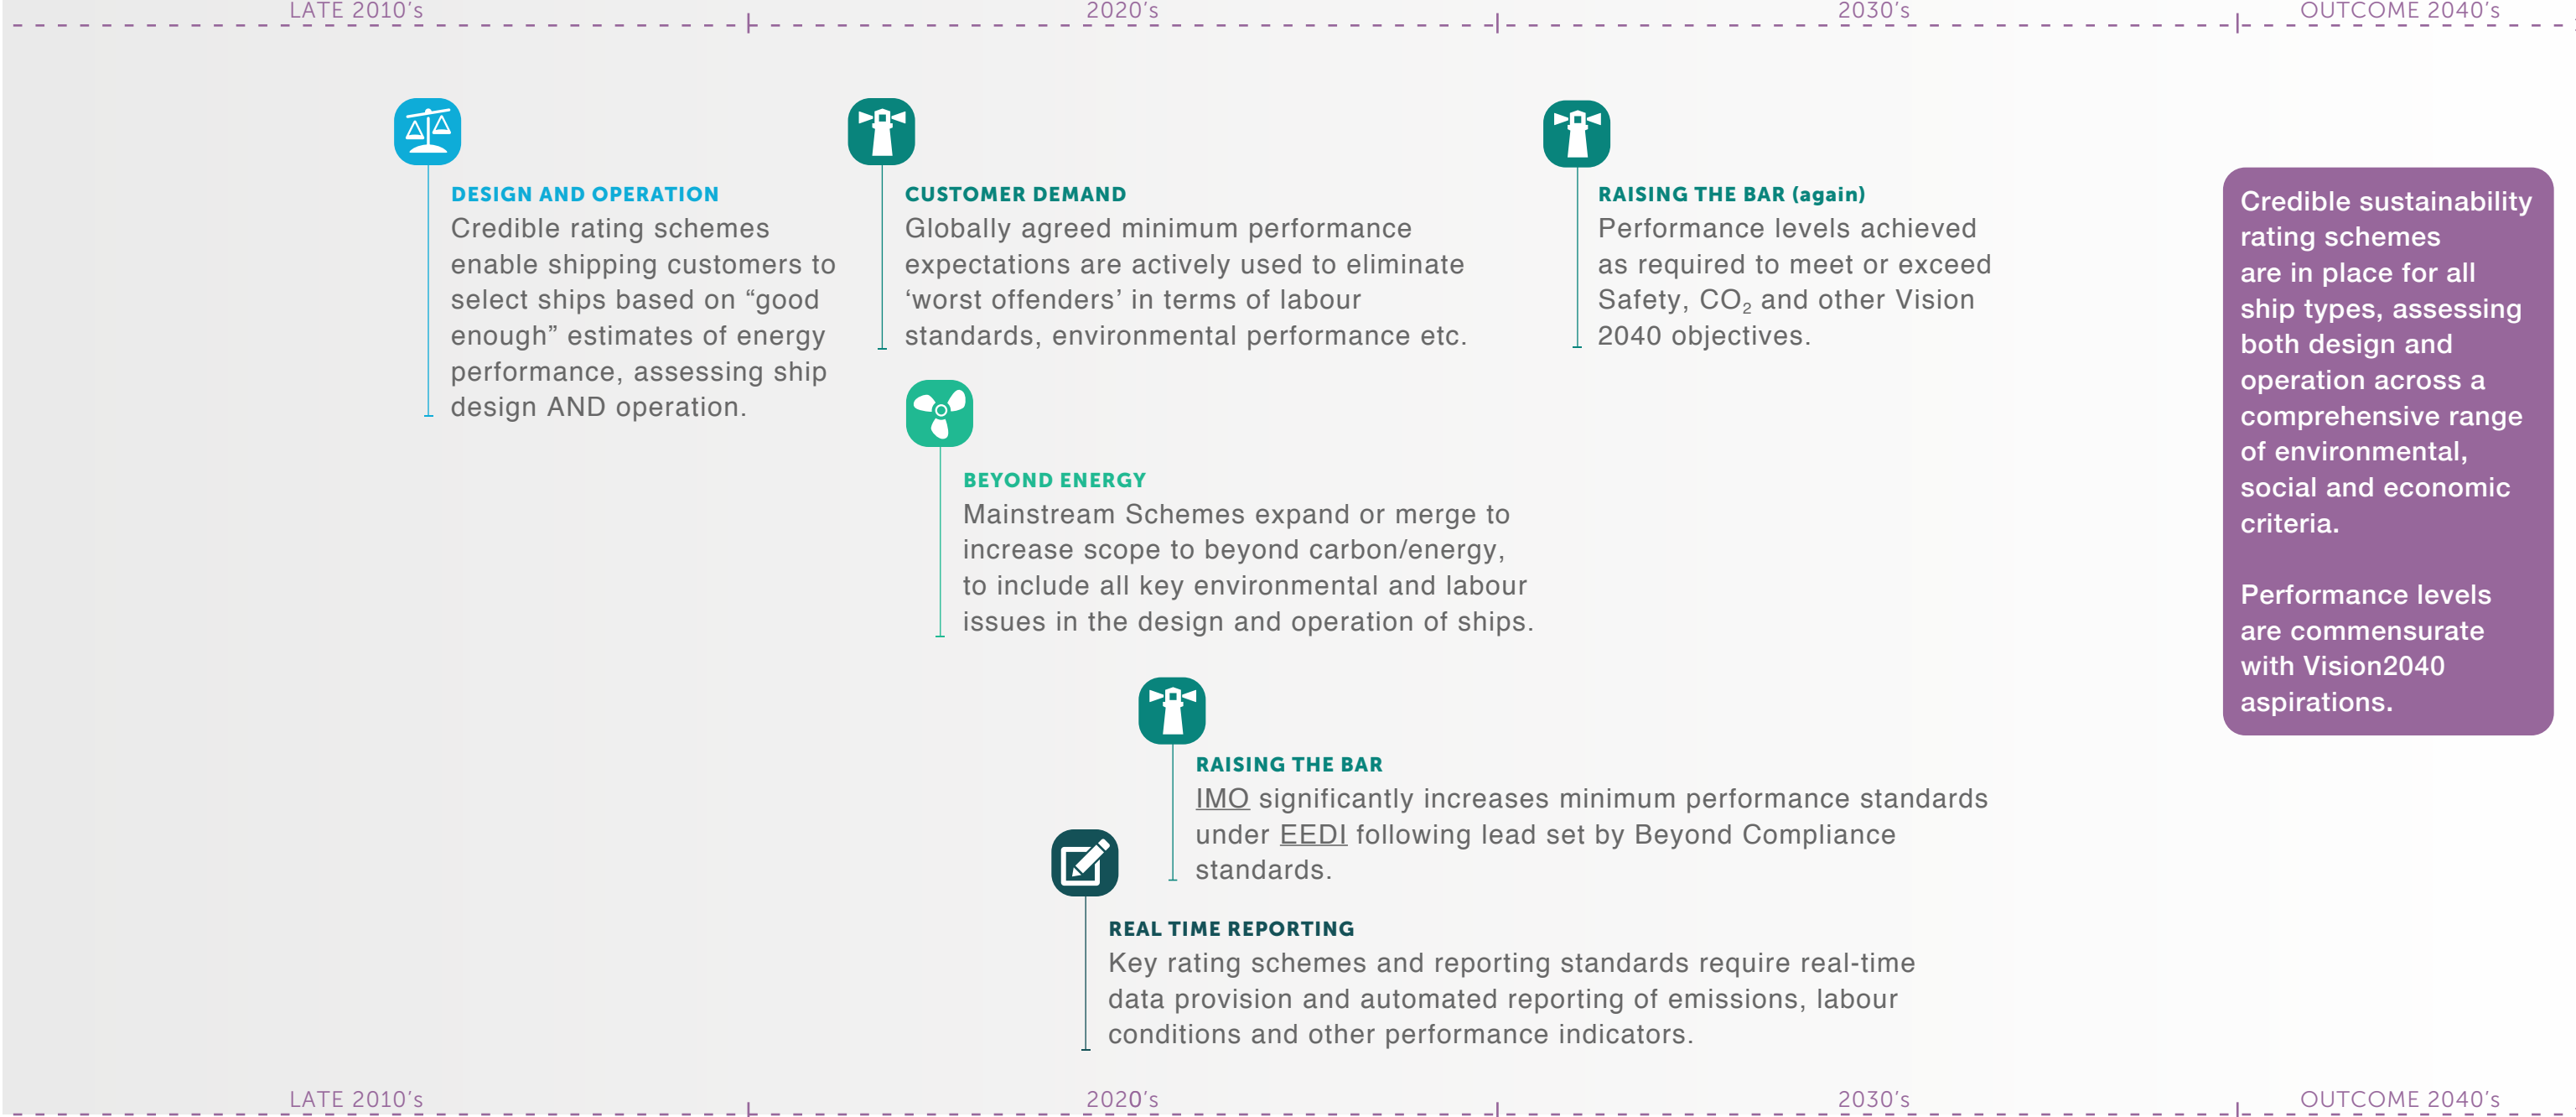 LATE 2010's
2020's
2030's
OUTCOME 2040's
DESIGN AND OPERATION
Credible rating schemes
enable shipping customers to
select ships based on “good
enough” estimates of energy
performance, assessing ship
design AND operation.
CUSTOMER DEMAND
Globally agreed minimum performance
expectations are actively used to eliminate
‘worst offenders’ in terms of labour
standards, environmental performance etc.
RAISING THE BAR (again)
Performance levels achieved
as required to meet or exceed
Safety, CO₂ and other Vision
2040 objectives.
BEYOND ENERGY
Mainstream Schemes expand or merge to
increase scope to beyond carbon/energy,
to include all key environmental and labour
issues in the design and operation of ships.
RAISING THE BAR
IMO significantly increases minimum performance standards
under EEDI following lead set by Beyond Compliance
standards.
REAL TIME REPORTING
Key rating schemes and reporting standards require real-time
data provision and automated reporting of emissions, labour
conditions and other performance indicators.
Credible sustainability
rating schemes
are in place for all
ship types, assessing
both design and
operation across a
comprehensive range
of environmental,
social and economic
criteria.
Performance levels
are commensurate
with Vision2040
aspirations.
LATE 2010's
2020's
2030's
OUTCOME 2040's